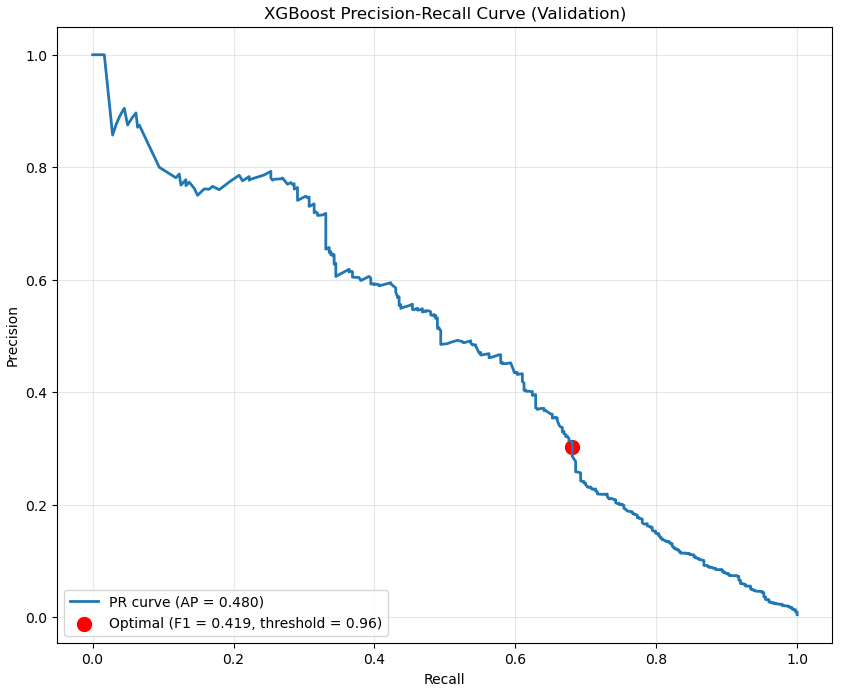 XGBoost Precision-Recall Curve (Validation)
1.0
0.8
0.6
0.4
0.2
0.0
Precision
PR curve (AP = 0.480)
Optimal (F1 = 0.419, threshold = 0.96)
0.0 0.2 0.4 0.6 0.8 1.0
Recall